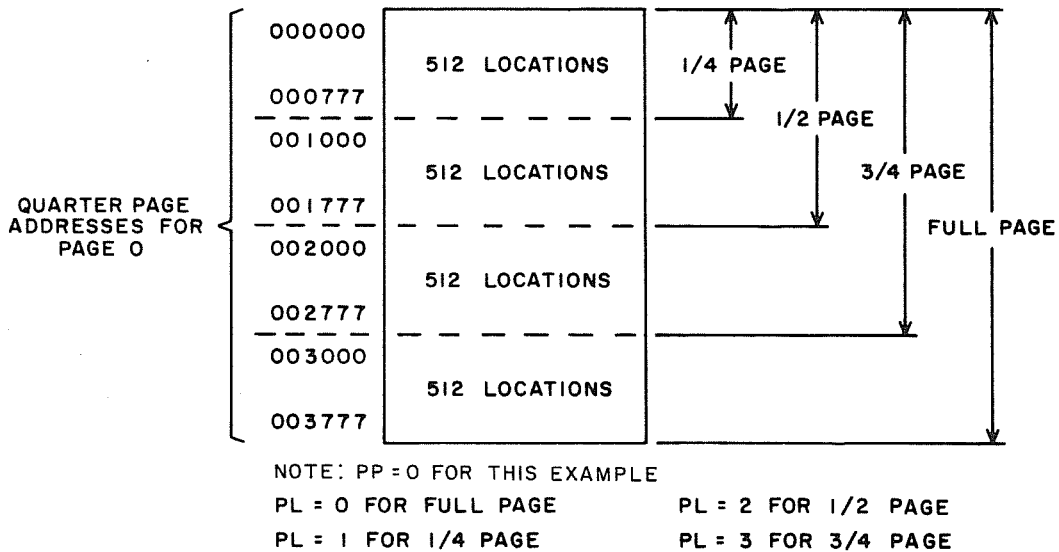 000000
512 LOCATIONS
1/4 PAGE
000777
1/2 PAGE
001000
512 LOCATIONS
3/4 PAGE
001777
QUARTER PAGE
ADDRESSES FOR
PAGE 0
FULL PAGE
002000
512 LOCATIONS
002777
003000
512 LOCATIONS
003777
NOTE: PP = 0 FOR THIS EXAMPLE
PL = 0 FOR FULL PAGE
PL = 2 FOR 1/2 PAGE
PL = 1 FOR 1/4 PAGE
PL = 3 FOR 3/4 PAGE